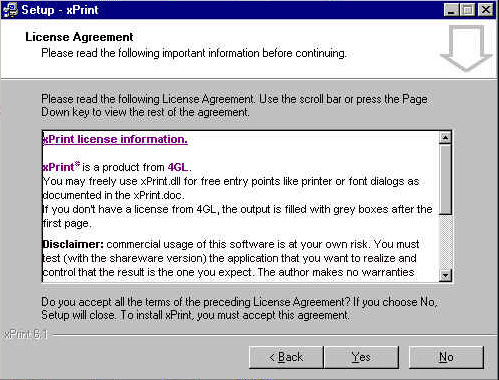 Setup - xPrint
License Agreement
Please read the following important information before continuing.
Please read the following License Agreement. Use the scroll bar or press the Page
Down key to view the rest of the agreement.
xPrint license information.
xPrint* is a product from 4GL.
You may freely use xPrint.dll for free entry points like printer or font dialogs as
documented in the xPrint.doc.
If you don't have a license from 4GL, the output is filled with grey boxes after the
first page.
Disclaimer: commercial usage of this software is at your own risk. You must
test (with the shareware version) the application that you want to realize and
control that the result is the one you expect. The author makes no warranties
Do you accept all the terms of the preceding License Agreement? If you choose No,
Setup will close. To install xPrint, you must accept this agreement.
xPrint 6.1
< Back
Yes
No